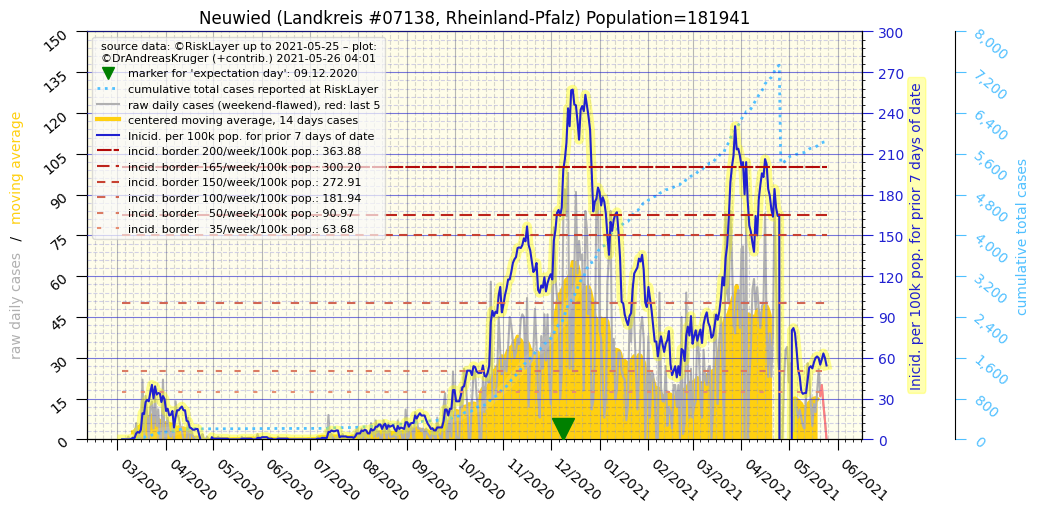 Neuwied (Landkreis #07138, Rheinland-Pfalz) Population=181941
source data: ©RiskLayer up to 2021-05-25 – plot:
©DrAndreasKruger (+contrib.) 2021-05-26 04:01
marker for 'expectation day': 09.12.2020
cumulative total cases reported at RiskLayer
raw daily cases (weekend-flawed), red: last 5
centered moving average, 14 days cases
Inicid. per 100k pop. for prior 7 days of date
incid. border 200/week/100k pop.: 363.88
incid. border 165/week/100k pop.: 300.20
incid. border 150/week/100k pop.: 272.91
incid. border 100/week/100k pop.: 181.94
incid. border   50/week/100k pop.: 90.97
incid. border   35/week/100k pop.: 63.68
raw daily cases / moving average
150
135
120
105
90
75
60
45
30
15
0
03/2020
04/2020
05/2020
06/2020
07/2020
08/2020
09/2020
10/2020
11/2020
12/2020
01/2021
02/2021
03/2021
04/2021
05/2021
06/2021
300
270
240
210
180
150
120
90
60
30
0
Inicid. per 100k pop. for prior 7 days of date
8,000
7,200
6,400
5,600
4,800
4,000
3,200
2,400
1,600
800
0
cumulative total cases